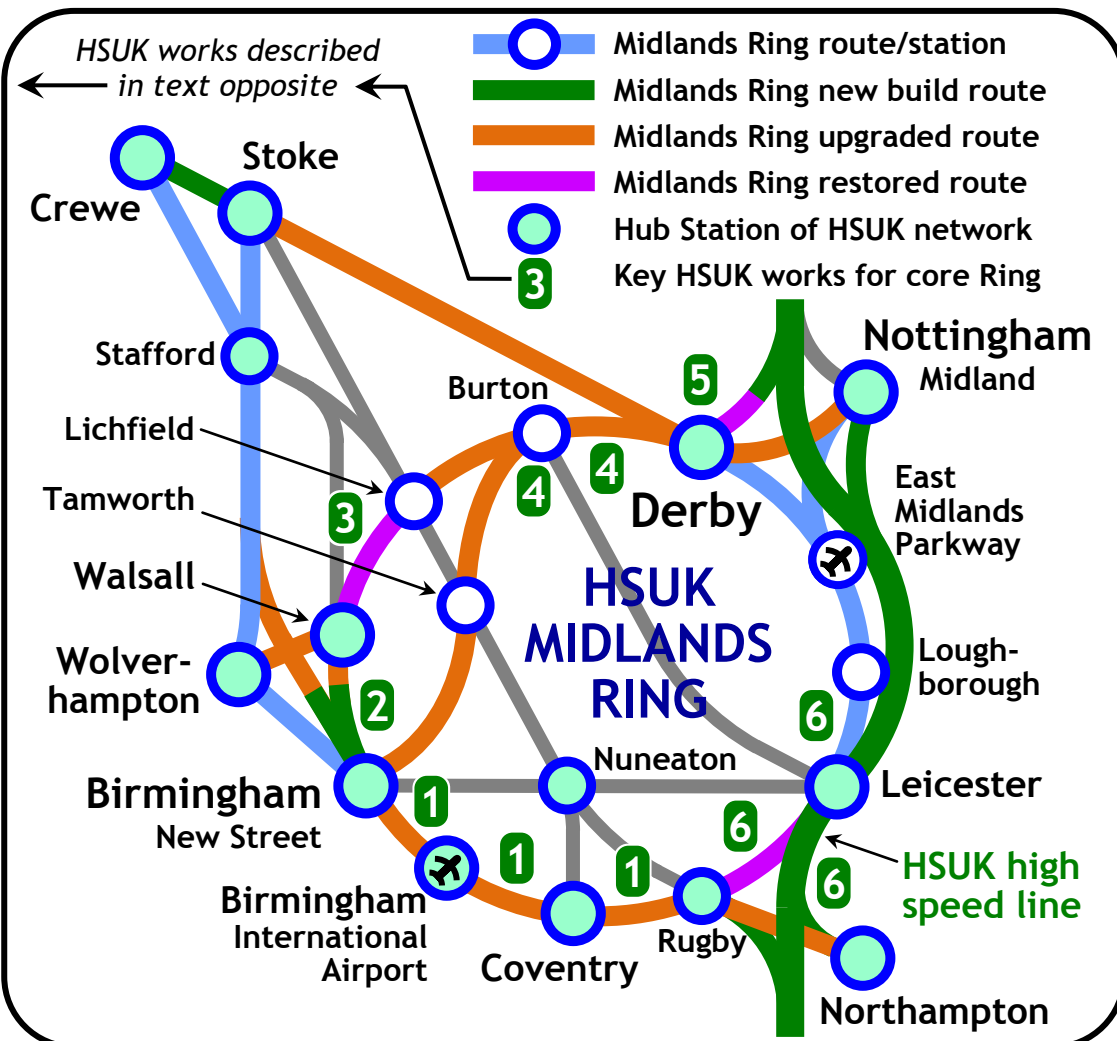 HSUK works described
in text opposite
Midlands Ring route/station
Midlands Ring new build route
Midlands Ring upgraded route
Midlands Ring restored route
Hub Station of HSUK network
3
Key HSUK works for core Ring
Crewe
Stoke
Stafford
Lichfield
Tamworth
Walsall
Wolver-
hampton
Burton
Nottingham
Midland
5
4
4
3
Derby
East
Midlands
Parkway
HSUK
MIDLANDS
RING
Lough-
borough
2
6
Nuneaton
Birmingham
New Street
Leicester
1
1
1
6
6
HSUK high
speed line
Birmingham
International
Airport
Coventry
Rugby
Northampton